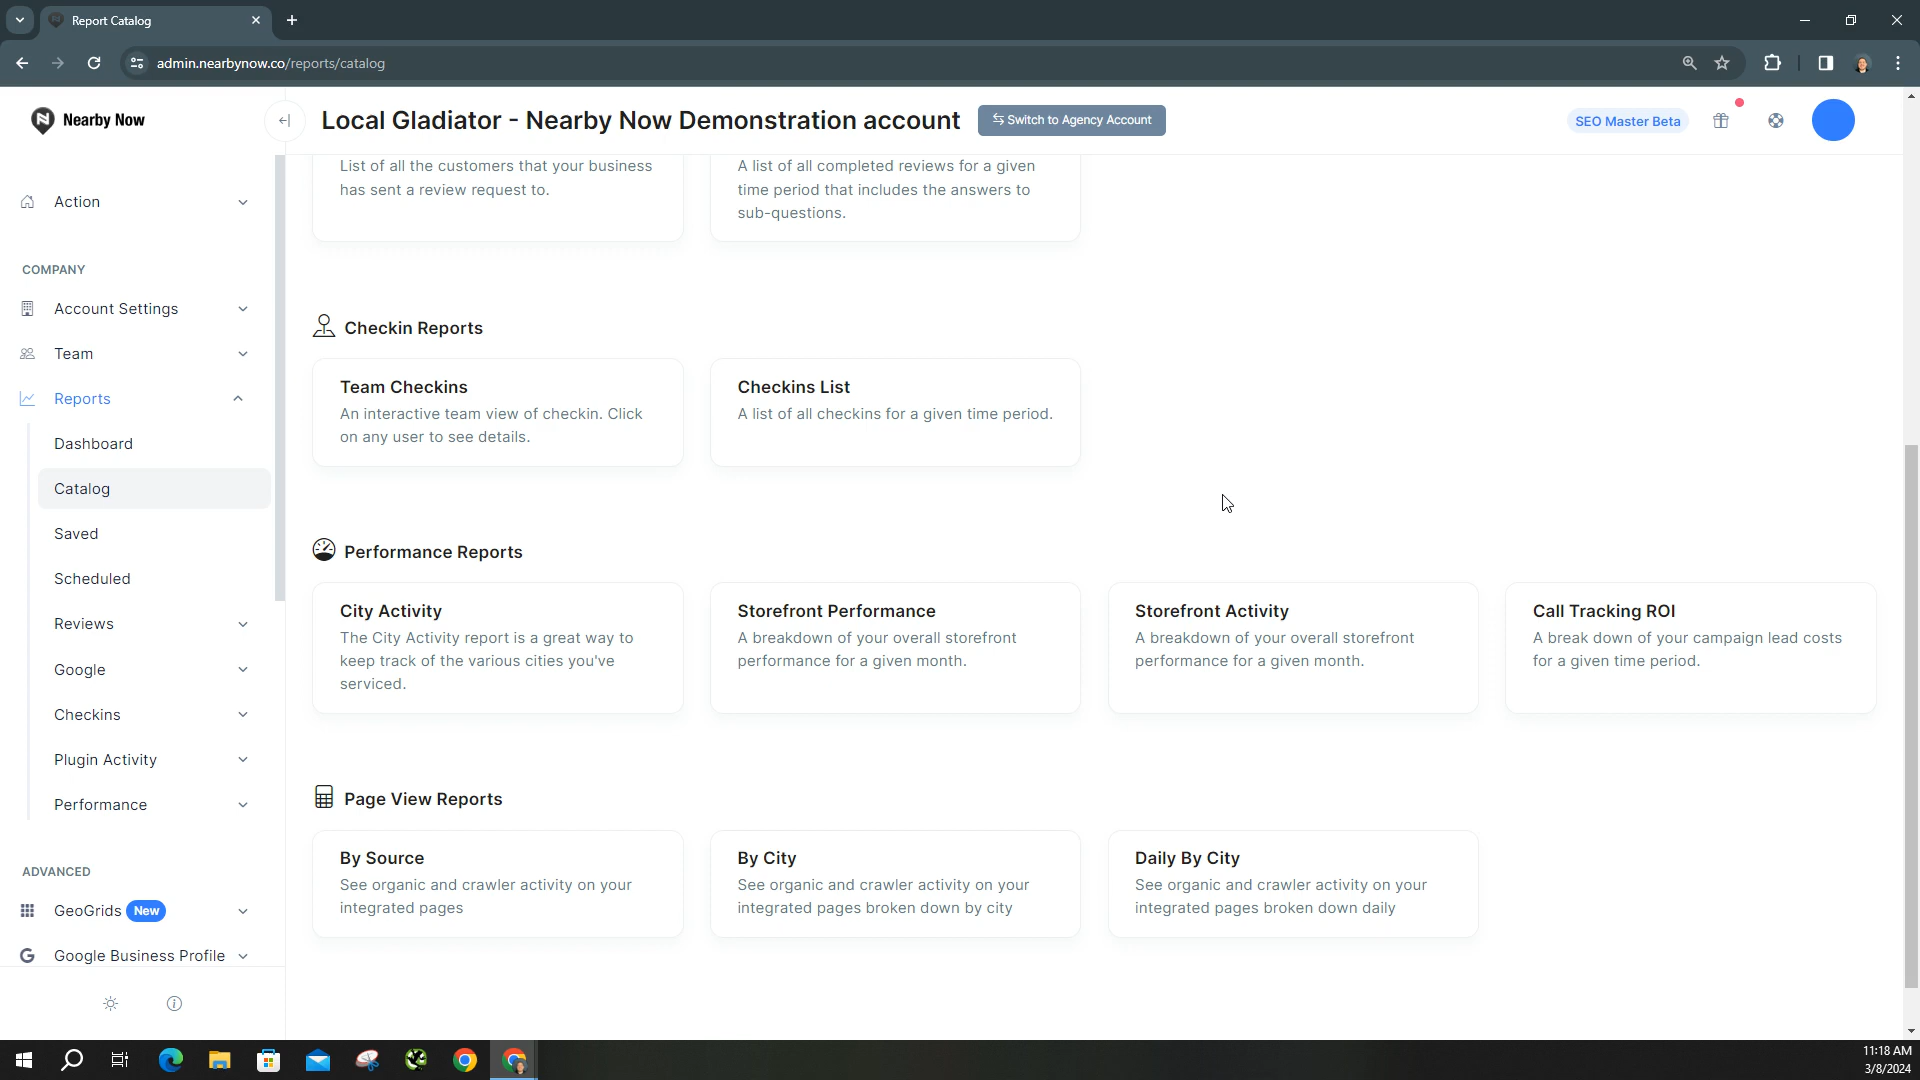 Report Catalog
admin.nearbynow.co/reports/catalog
Nearby Now
Local Gladiator - Nearby Now Demonstration account
Switch to Agency Account
SEO Master Beta
Action
COMPANY
Account Settings
Team
Reports
Dashboard
Catalog
Saved
Scheduled
Reviews
Google
Checkins
Plugin Activity
Performance
ADVANCED
GeoGrids New
Google Business Profile
List of all the customers that your business
has sent a review request to.
A list of all completed reviews for a given
time period that includes the answers to
sub-questions.
Checkin Reports
Team Checkins
An interactive team view of checkin. Click
on any user to see details.
Checkins List
A list of all checkins for a given time period.
Performance Reports
City Activity
The City Activity report is a great way to
keep track of the various cities you've
serviced.
Storefront Performance
A breakdown of your overall storefront
performance for a given month.
Storefront Activity
A breakdown of your overall storefront
performance for a given month.
Call Tracking ROI
A break down of your campaign lead costs
for a given time period.
Page View Reports
By Source
See organic and crawler activity on your
integrated pages
By City
See organic and crawler activity on your
integrated pages broken down by city
Daily By City
See organic and crawler activity on your
integrated pages broken down daily
11:18 AM
3/8/2024